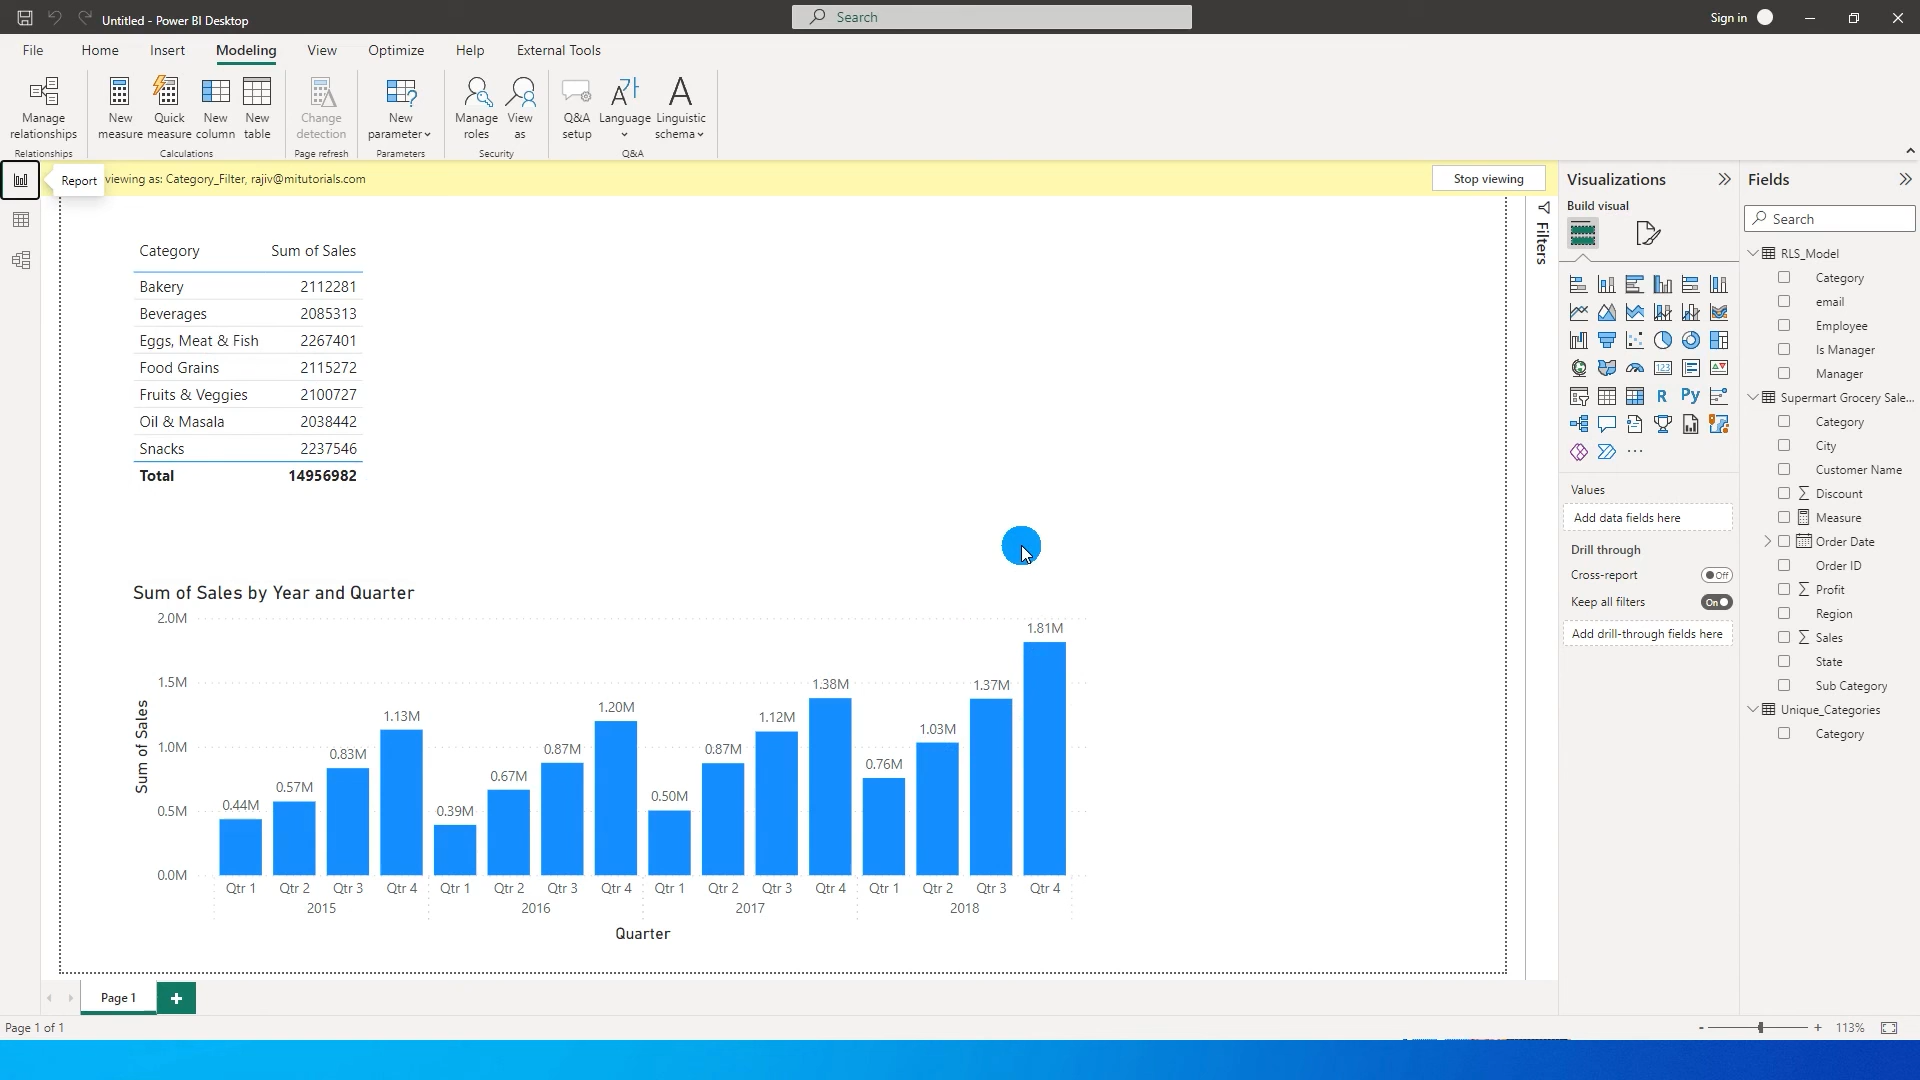 Untitled - Power BI Desktop
Search
Sign in
File Home Insert Modeling View Optimize Help External Tools
Manage relationships
New measure
Quick measure
New column
New table
Change detection
New parameter
Manage roles
View as
Q&A setup
Language
Linguistic schema
Relationships Calculations Page refresh Parameters Security Q&A
Report
viewing as: Category_Filter, rajiv@mitutorials.com
Stop viewing
Category Sum of Sales
Bakery 2112281
Beverages 2085313
Eggs, Meat & Fish 2267401
Food Grains 2115272
Fruits & Veggies 2100727
Oil & Masala 2038442
Snacks 2237546
Total 14956982
Sum of Sales by Year and Quarter
Sum of Sales
2.0M
1.5M
1.0M
0.5M
0.0M
0.44M 0.57M 0.83M 1.13M 0.39M 0.67M 0.87M 1.20M 0.50M 0.87M 1.12M 1.38M 0.76M 1.03M 1.37M 1.81M
Qtr 1 Qtr 2 Qtr 3 Qtr 4 Qtr 1 Qtr 2 Qtr 3 Qtr 4 Qtr 1 Qtr 2 Qtr 3 Qtr 4 Qtr 1 Qtr 2 Qtr 3 Qtr 4
2015 2016 2017 2018
Quarter
Filters
Visualizations
Build visual
123
R
Py
Values
Add data fields here
Drill through
Cross-report Off
Keep all filters On
Add drill-through fields here
Fields
Search
RLS_Model
Category
email
Employee
Is Manager
Manager
Supermart Grocery Sale...
Category
City
Customer Name
Discount
Measure
Order Date
Order ID
Profit
Region
Sales
State
Sub Category
Unique_Categories
Category
Page 1
Page 1 of 1
113%